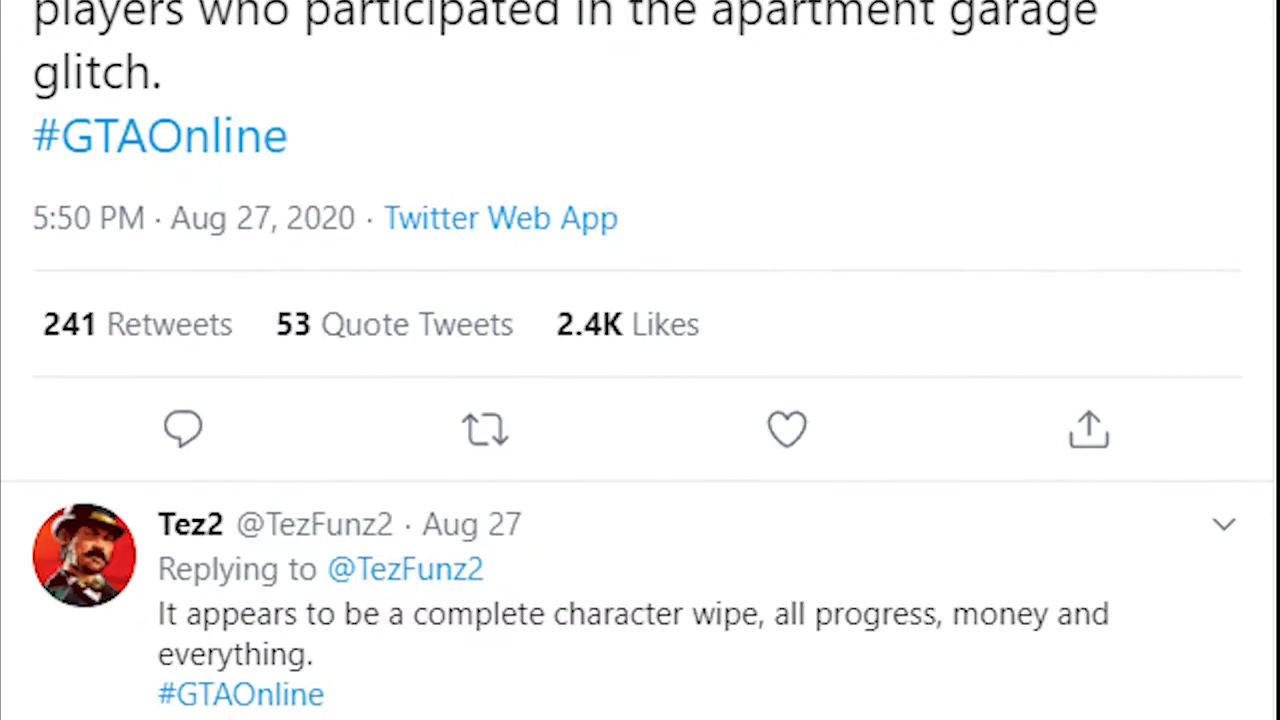 players who participated in the apartment garage
glitch.
#GTAOnline
5:50 PM · Aug 27, 2020 · Twitter Web App
241 Retweets 53 Quote Tweets 2.4K Likes
Tez2 @TezFunz2 · Aug 27
Replying to @TezFunz2
It appears to be a complete character wipe, all progress, money and
everything.
#GTAOnline